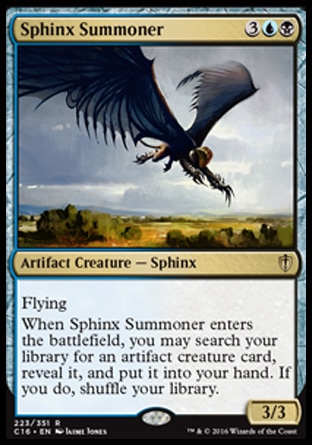 Sphinx Summoner 3
Artifact Creature — Sphinx
Flying
When Sphinx Summoner enters
the battlefield, you may search your
library for an artifact creature card,
reveal it, and put it into your hand. If
you do, shuffle your library.
3/3
223/351 R
C16 • EN Jaime Jones
™ & © 2016 Wizards of the Coast